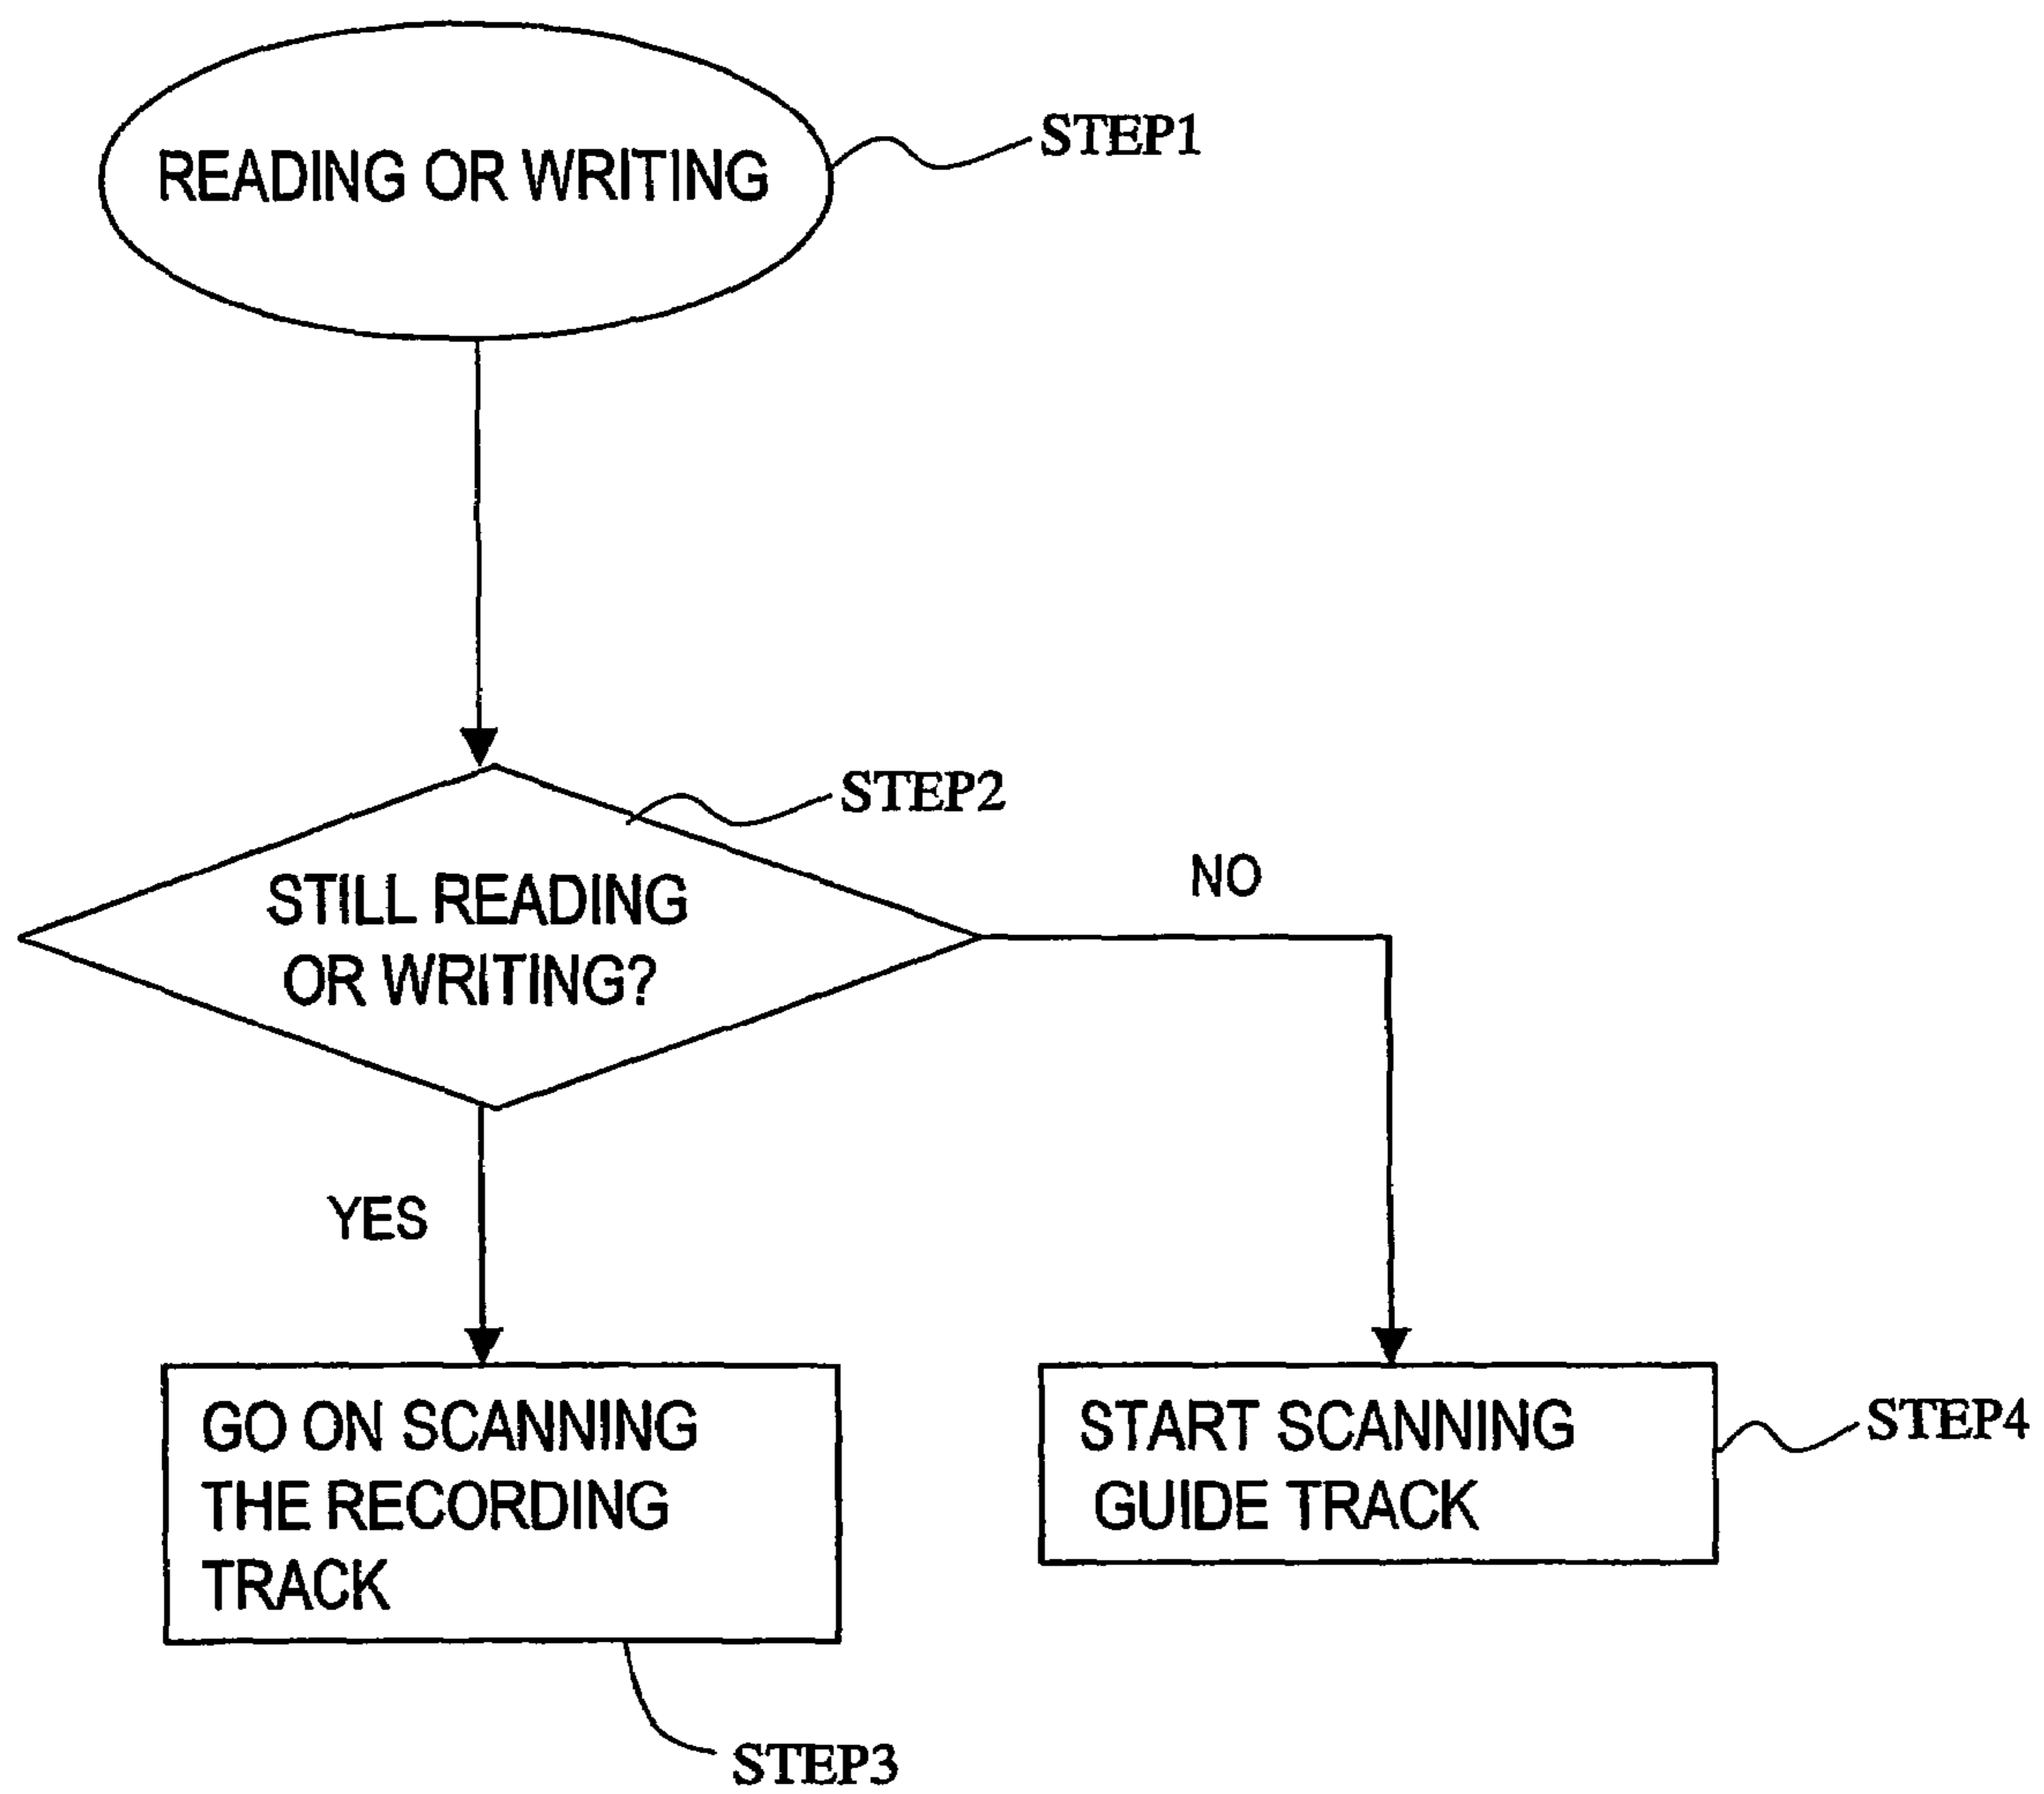 READING OR WRITING
STEP1
STEP2
STILL READING
OR WRITING?
NO
YES
GO ON SCANNING
THE RECORDING
TRACK
START SCANNING
GUIDE TRACK
STEP4
STEP3